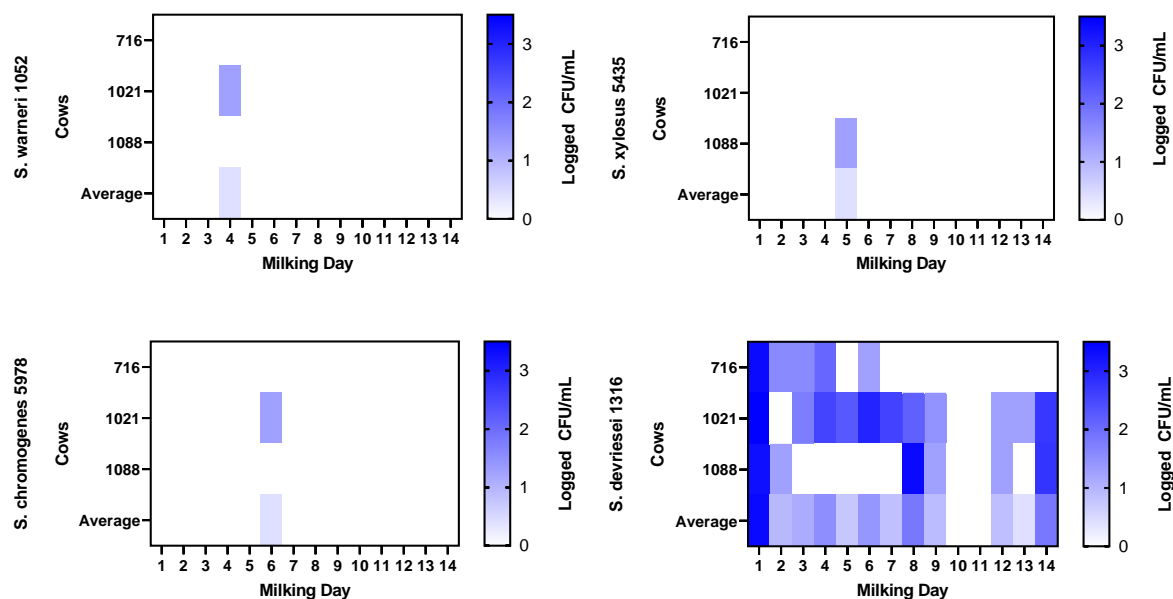 S. warneri 1052
Cows
716
1021
1088
Average
1 2 3 4 5 6 7 8 9 10 11 12 13 14
Milking Day
3
2
1
0
Logged CFU/mL
S. xylosus 5435
Cows
716
1021
1088
Average
1 2 3 4 5 6 7 8 9 10 11 12 13 14
Milking Day
3
2
1
0
Logged CFU/mL
S. chromogenes 5978
Cows
716
1021
1088
Average
1 2 3 4 5 6 7 8 9 10 11 12 13 14
Milking Day
3
2
1
0
Logged CFU/mL
S. devriesei 1316
Cows
716
1021
1088
Average
1 2 3 4 5 6 7 8 9 10 11 12 13 14
Milking Day
3
2
1
0
Logged CFU/mL